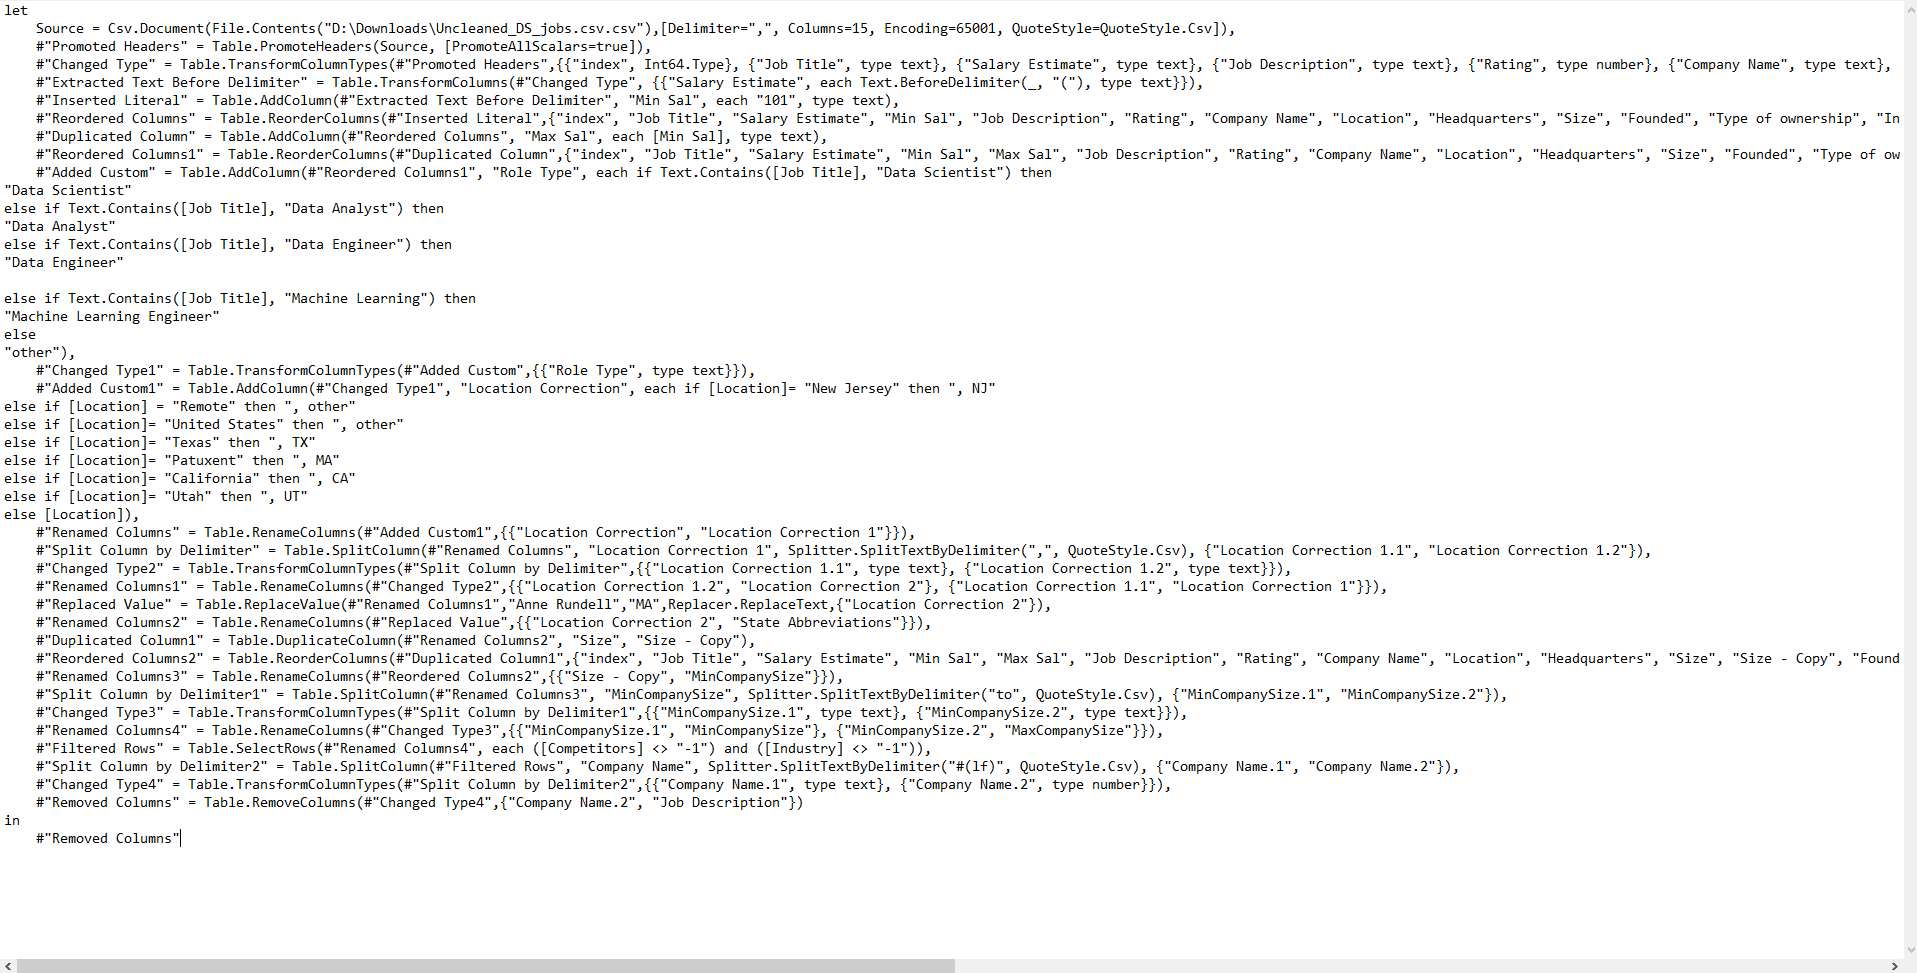 let
    Source = Csv.Document(File.Contents("D:\Downloads\Uncleaned_DS_jobs.csv.csv"),[Delimiter=",", Columns=15, Encoding=65001, QuoteStyle=QuoteStyle.Csv]),
    #"Promoted Headers" = Table.PromoteHeaders(Source, [PromoteAllScalars=true]),
    #"Changed Type" = Table.TransformColumnTypes(#"Promoted Headers",{{"index", Int64.Type}, {"Job Title", type text}, {"Salary Estimate", type text}, {"Job Description", type text}, {"Rating", type number}, {"Company Name", type text},
    #"Extracted Text Before Delimiter" = Table.TransformColumns(#"Changed Type", {{"Salary Estimate", each Text.BeforeDelimiter(_, "("), type text}}),
    #"Inserted Literal" = Table.AddColumn(#"Extracted Text Before Delimiter", "Min Sal", each "101", type text),
    #"Reordered Columns" = Table.ReorderColumns(#"Inserted Literal",{"index", "Job Title", "Salary Estimate", "Min Sal", "Job Description", "Rating", "Company Name", "Location", "Headquarters", "Size", "Founded", "Type of ownership", "In
    #"Duplicated Column" = Table.AddColumn(#"Reordered Columns", "Max Sal", each [Min Sal], type text),
    #"Reordered Columns1" = Table.ReorderColumns(#"Duplicated Column",{"index", "Job Title", "Salary Estimate", "Min Sal", "Max Sal", "Job Description", "Rating", "Company Name", "Location", "Headquarters", "Size", "Founded", "Type of ow
    #"Added Custom" = Table.AddColumn(#"Reordered Columns1", "Role Type", each if Text.Contains([Job Title], "Data Scientist") then
"Data Scientist"
else if Text.Contains([Job Title], "Data Analyst") then
"Data Analyst"
else if Text.Contains([Job Title], "Data Engineer") then
"Data Engineer"

else if Text.Contains([Job Title], "Machine Learning") then
"Machine Learning Engineer"
else
"other"),
    #"Changed Type1" = Table.TransformColumnTypes(#"Added Custom",{{"Role Type", type text}}),
    #"Added Custom1" = Table.AddColumn(#"Changed Type1", "Location Correction", each if [Location]= "New Jersey" then ", NJ"
else if [Location] = "Remote" then ", other"
else if [Location]= "United States" then ", other"
else if [Location]= "Texas" then ", TX"
else if [Location]= "Patuxent" then ", MA"
else if [Location]= "California" then ", CA"
else if [Location]= "Utah" then ", UT"
else [Location]),
    #"Renamed Columns" = Table.RenameColumns(#"Added Custom1",{{"Location Correction", "Location Correction 1"}}),
    #"Split Column by Delimiter" = Table.SplitColumn(#"Renamed Columns", "Location Correction 1", Splitter.SplitTextByDelimiter(",", QuoteStyle.Csv), {"Location Correction 1.1", "Location Correction 1.2"}),
    #"Changed Type2" = Table.TransformColumnTypes(#"Split Column by Delimiter",{{"Location Correction 1.1", type text}, {"Location Correction 1.2", type text}}),
    #"Renamed Columns1" = Table.RenameColumns(#"Changed Type2",{{"Location Correction 1.2", "Location Correction 2"}, {"Location Correction 1.1", "Location Correction 1"}}),
    #"Replaced Value" = Table.ReplaceValue(#"Renamed Columns1","Anne Rundell","MA",Replacer.ReplaceText,{"Location Correction 2"}),
    #"Renamed Columns2" = Table.RenameColumns(#"Replaced Value",{{"Location Correction 2", "State Abbreviations"}}),
    #"Duplicated Column1" = Table.DuplicateColumn(#"Renamed Columns2", "Size", "Size - Copy"),
    #"Reordered Columns2" = Table.ReorderColumns(#"Duplicated Column1",{"index", "Job Title", "Salary Estimate", "Min Sal", "Max Sal", "Job Description", "Rating", "Company Name", "Location", "Headquarters", "Size", "Size - Copy", "Found
    #"Renamed Columns3" = Table.RenameColumns(#"Reordered Columns2",{{"Size - Copy", "MinCompanySize"}}),
    #"Split Column by Delimiter1" = Table.SplitColumn(#"Renamed Columns3", "MinCompanySize", Splitter.SplitTextByDelimiter("to", QuoteStyle.Csv), {"MinCompanySize.1", "MinCompanySize.2"}),
    #"Changed Type3" = Table.TransformColumnTypes(#"Split Column by Delimiter1",{{"MinCompanySize.1", type text}, {"MinCompanySize.2", type text}}),
    #"Renamed Columns4" = Table.RenameColumns(#"Changed Type3",{{"MinCompanySize.1", "MinCompanySize"}, {"MinCompanySize.2", "MaxCompanySize"}}),
    #"Filtered Rows" = Table.SelectRows(#"Renamed Columns4", each ([Competitors] <> "-1") and ([Industry] <> "-1")),
    #"Split Column by Delimiter2" = Table.SplitColumn(#"Filtered Rows", "Company Name", Splitter.SplitTextByDelimiter("#(lf)", QuoteStyle.Csv), {"Company Name.1", "Company Name.2"}),
    #"Changed Type4" = Table.TransformColumnTypes(#"Split Column by Delimiter2",{{"Company Name.1", type text}, {"Company Name.2", type number}}),
    #"Removed Columns" = Table.RemoveColumns(#"Changed Type4",{"Company Name.2", "Job Description"})
in
    #"Removed Columns"